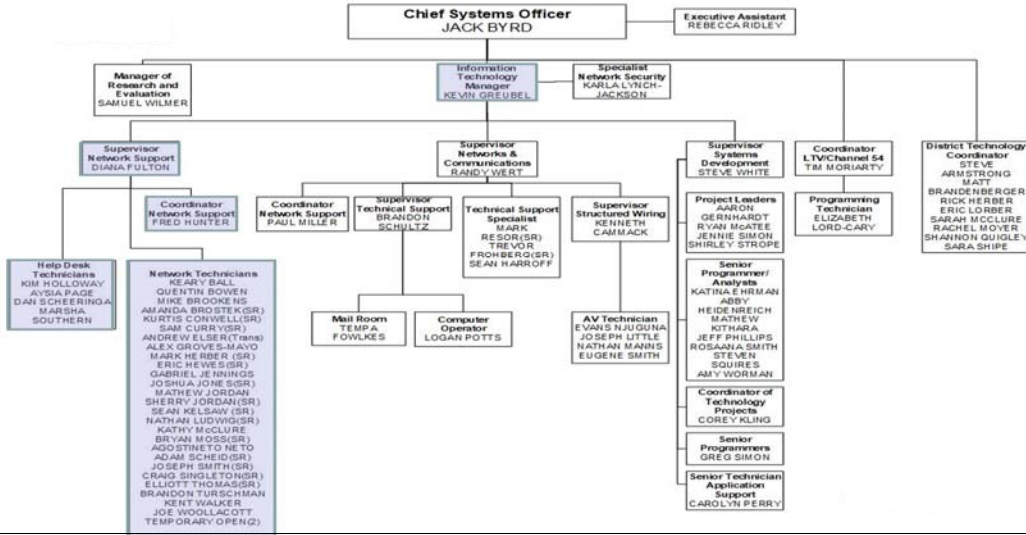 Chief Systems Officer
JACK BYRD
Executive Assistant
REBECCA RIDLEY
Manager of
Research and
Evaluation
SAMUEL WILMER
Information
Technology
Manager
KEVIN GREUBEL
Specialist
Network Security
KARLA LYNCH-
JACKSON
Supervisor
Network Support
DIANA FULTON
Supervisor
Networks &
Communications
RANDY WERT
Supervisor
Systems
Development
STEVE WHITE
Coordinator
LTV/Channel 54
TIM MORIARTY
District Technology
Coordinator
STEVE
ARMSTRONG
MATT
BRANDENBERGER
RICK HERBER
ERIC LORBER
SARAH MCCLURE
RACHEL MOYER
SHANNON QUIGLEY
SARA SHIPE
Coordinator
Network Support
FRED HUNTER
Coordinator
Network Support
PAUL MILLER
Supervisor
Technical Support
BRANDON
SCHULTZ
Technical Support
Specialist
MARK
RESOR(SR)
TREVOR
FROHBERG(SR)
SEAN HARROFF
Supervisor
Structured Wiring
KENNETH
CAMMACK
Project Leaders
AARON
GERNHARDT
RYAN McATEE
JENNIE SIMON
SHIRLEY STROPE
Programming
Technician
ELIZABETH
LORD-CARY
Help Desk
Technicians
KIM HOLLOWAY
AYSIA PAGE
DAN SCHEERINGA
MARSHA
SOUTHERN
Network Technicians
KEARY BALL
QUENTIN BOWEN
MIKE BROOKENS
AMANDA BROSTEK(SR)
KURTIS CONWELL(SR)
SAM CURRY(SR)
ANDREW ELSER(Trans)
ALEX GROVES-MAYO
MARK HERBER (SR)
ERIC HEWES(SR)
GABRIEL JENNINGS
JOSHUA JONES(SR)
MATHEW JORDAN
SHERRY JORDAN(SR)
SEAN KELSAW (SR)
NATHAN LUDWIG(SR)
KATHY McCLURE
BRYAN MOSS(SR)
AGOSTINETO NETO
ADAM SCHEID(SR)
JOSEPH SMITH(SR)
CRAIG SINGLETON(SR)
ELLIOTT THOMAS(SR)
BRANDON TURSCHMAN
KENT WALKER
JOE WOOLLACOTT
TEMPORARY OPEN(2)
Mail Room
TEMPA
FOWLKES
Computer
Operator
LOGAN POTTS
AV Technician
EVANS NJUGUNA
JOSEPH LITTLE
NATHAN MANNS
EUGENE SMITH
Senior
Programmer/
Analysts
KATINA EHRMAN
ABBY
HEIDENREICH
MATHEW
KITHARA
JEFF PHILLIPS
ROSAANA SMITH
STEVEN
SQUIRES
AMY WORMAN
Coordinator of
Technology
Projects
COREY KLING
Senior
Programmers
GREG SIMON
Senior Technician
Application
Support
CAROLYN PERRY